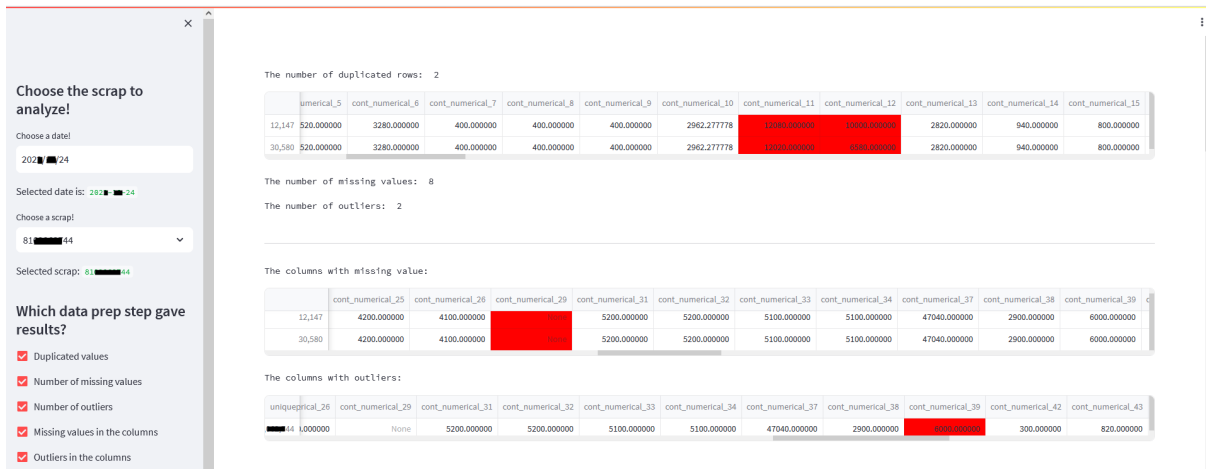 ×
Choose the scrap to
analyze!
Choose a date!
Selected date is:
Choose a scrap!
Selected scrap:
Which data prep step gave
results?
Duplicated values
Number of missing values
Number of outliers
Missing values in the columns
Outliers in the columns
The number of duplicated rows: 2
umerical_5 cont_numerical_6 cont_numerical_7 cont_numerical_8 cont_numerical_9 cont_numerical_10 cont_numerical_11 cont_numerical_12 cont_numerical_13 cont_numerical_14 cont_numerical_15
12,147 520.000000 3280.000000 400.000000 400.000000 400.000000 2962.277778 2820.000000 940.000000 800.000000
30,580 520.000000 3280.000000 400.000000 400.000000 400.000000 2962.277778 2820.000000 940.000000 800.000000
The number of missing values: 8
The number of outliers: 2
The columns with missing value:
cont_numerical_25 cont_numerical_26 cont_numerical_29 cont_numerical_31 cont_numerical_32 cont_numerical_33 cont_numerical_34 cont_numerical_37 cont_numerical_38 cont_numerical_39
12,147 4200.000000 4100.000000 None 5200.000000 5200.000000 5100.000000 5100.000000 47040.000000 2900.000000 6000.000000
30,580 4200.000000 4100.000000 None 5200.000000 5200.000000 5100.000000 5100.000000 47040.000000 2900.000000 6000.000000
The columns with outliers:
uniqueprical_26 cont_numerical_29 cont_numerical_31 cont_numerical_32 cont_numerical_33 cont_numerical_34 cont_numerical_37 cont_numerical_38 cont_numerical_39 cont_numerical_42 cont_numerical_43
44 0.000000 None 5200.000000 5200.000000 5100.000000 5100.000000 47040.000000 2900.000000 6000.000000 300.000000 820.000000